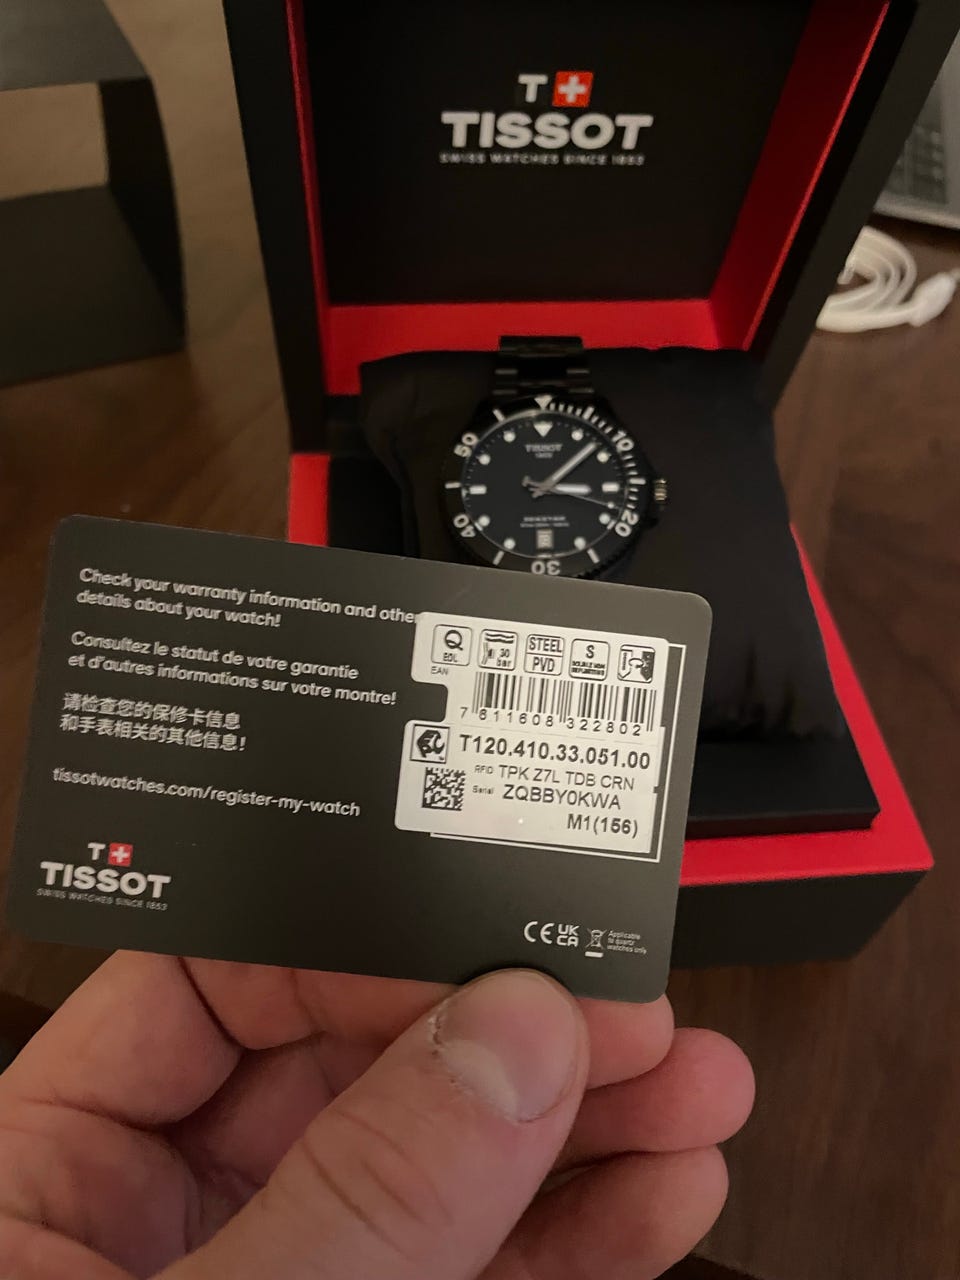 T
TISSOT
SWISS WATCHES SINCE 1853
50
10
TISSOT
40
20
30
Check your warranty information and other
details about your watch!
Consultez le statut de votre garantie
et d'autres informations sur votre montre!
请检查您的保修卡信息
和手表相关的其他信息!
tissotwatches.com/register-my-watch
T
TISSOT
SWISS WATCHES SINCE 1853
Q
EOL
30
bar
STEEL
PVD
S
EAN
7 611608 322802
T120.410.33.051.00
RFID TPK Z7L TDB CRN
Serial ZQBBY0KWA
M1(156)
CE UK
CA
Applicable
to quartz
watches only